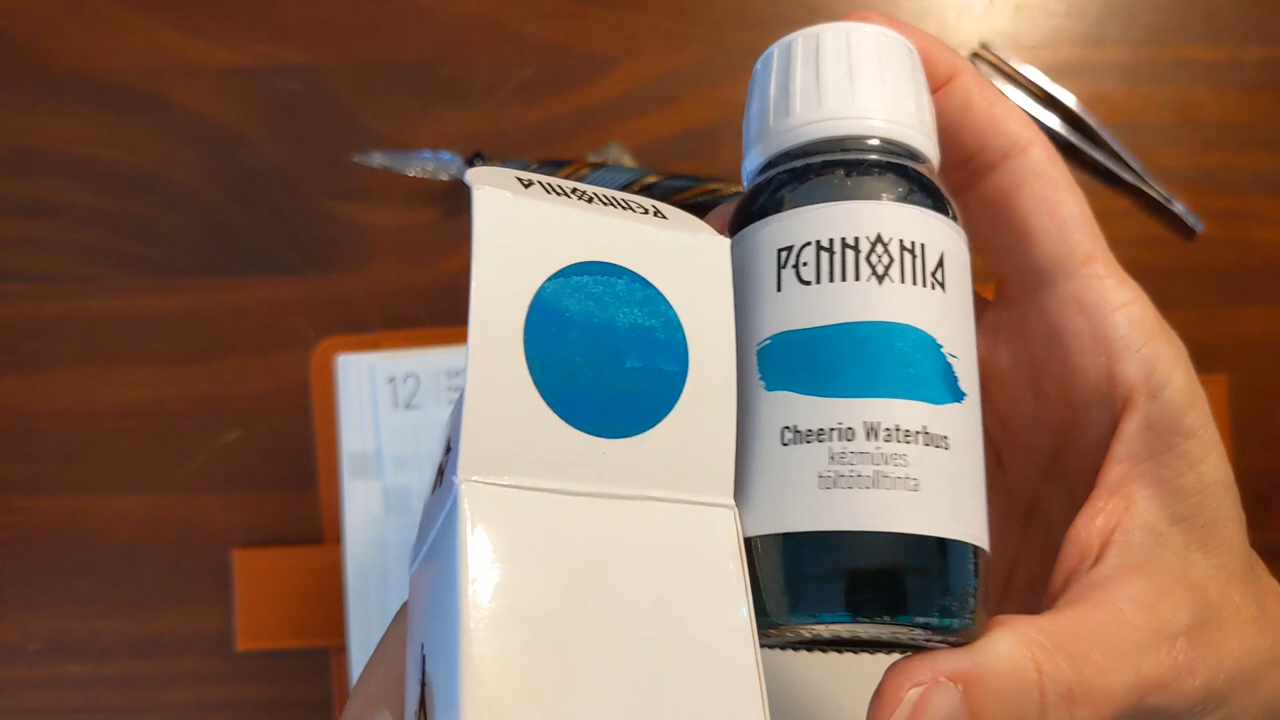 PENNONIA
12
PENNONIA
Cheerio Waterbus
kézműves
töltőtolltinta